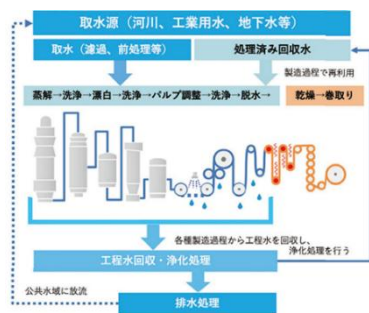 取水源（河川、工業用水、地下水等）
取水（濾過、前処理等）
処理済み回収水
製造過程で再利用
蒸解→洗浄→漂白→洗浄→パルプ調整→洗浄→脱水→
乾燥→巻取り
各種製造過程から工程水を回収し、
浄化処理を行う
工程水回収・浄化処理
公共水域に放流
排水処理